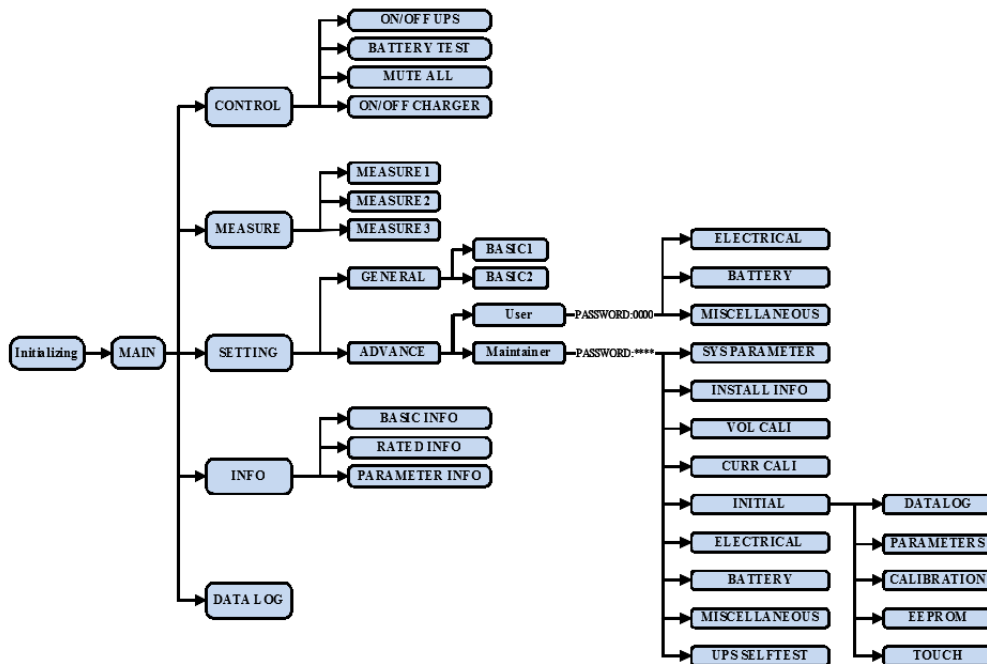 Initializing
MAIN
CONTROL
ON/OFF UPS
BATTERY TEST
MUTE ALL
ON/OFF CHARGER
MEASURE
MEASURE 1
MEASURE 2
MEASURE 3
SETTING
GENERAL
BASIC1
BASIC2
ADVANCE
User
PASSWORD:0000
ELECTRICAL
BATTERY
MISCELLANEOUS
Maintainer
PASSWORD:****
SYS PARAMETER
INSTALL INFO
VOL CALI
CURR CALI
INITIAL
DATALOG
PARAMETERS
CALIBRATION
EEPROM
TOUCH
ELECTRICAL
BATTERY
MISCELLANEOUS
UPS SELFTEST
INFO
BASIC INFO
RATED INFO
PARAMETER INFO
DATA LOG